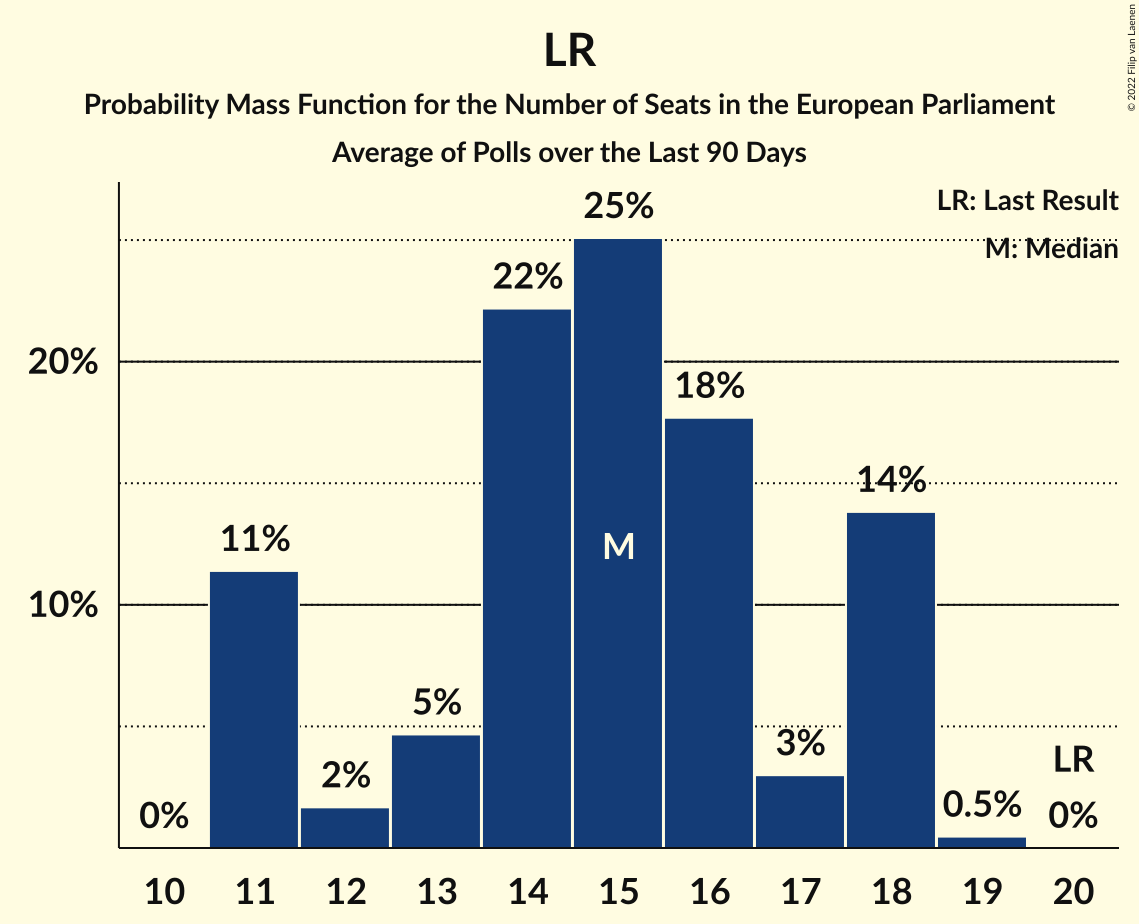 LR
Probability Mass Function for the Number of Seats in the European Parliament
Average of Polls over the Last 90 Days
© 2022 Filip van Laenen
LR: Last Result
M: Median
25%
22%
20%
18%
14%
11%
M
10%
5%
3%
2%
LR
0%
0.5%
0%
10 11 12 13 14 15 16 17 18 19 20